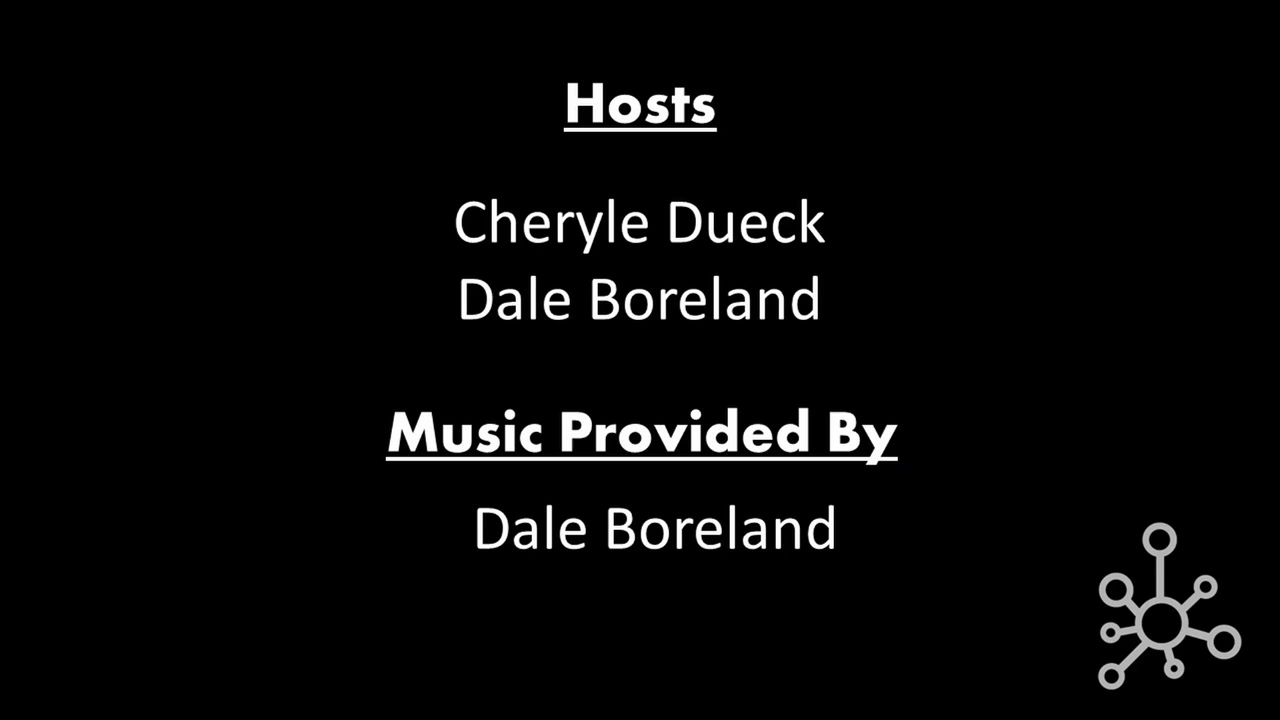 Hosts
Cheryle Dueck
Dale Boreland
Music Provided By
Dale Boreland